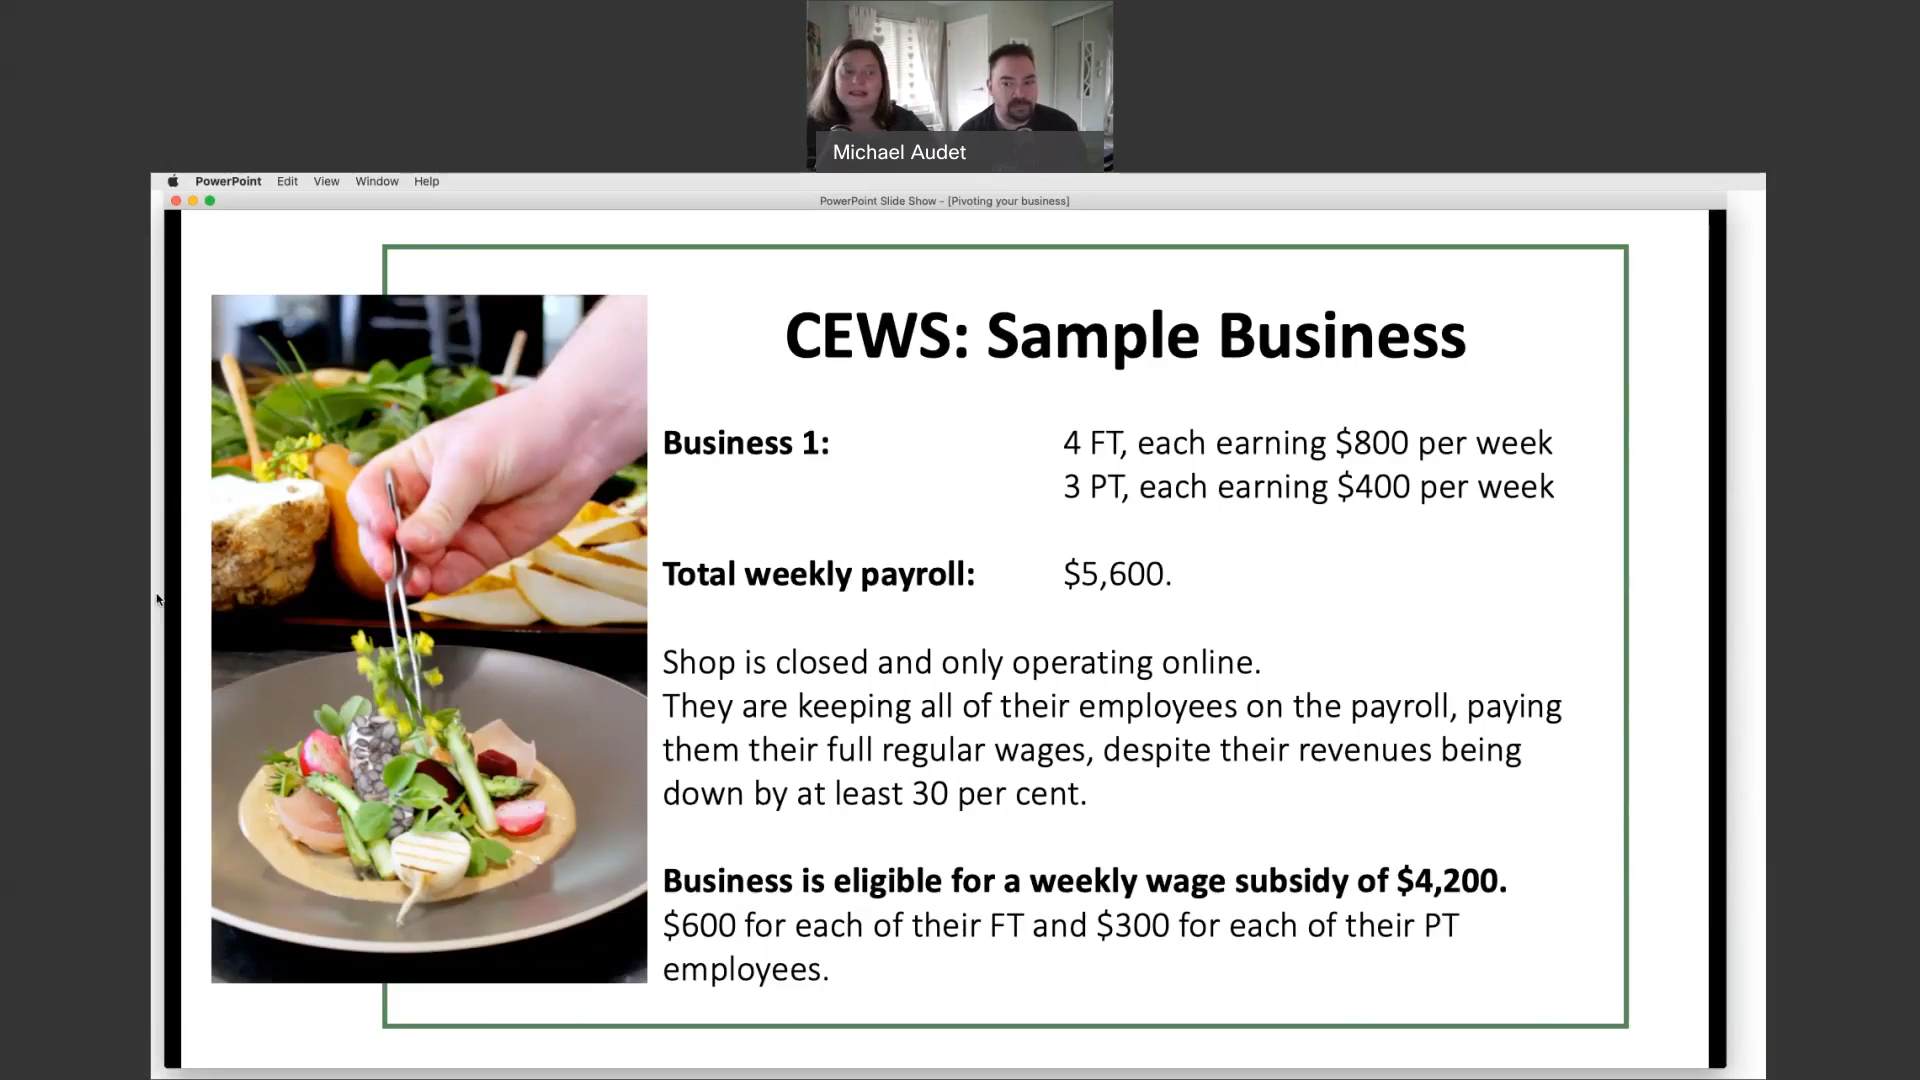 Michael Audet
PowerPoint Edit View Window Help
PowerPoint Slide Show - [Pivoting your business]
CEWS: Sample Business
Business 1: 4 FT, each earning $800 per week
3 PT, each earning $400 per week
Total weekly payroll: $5,600.
Shop is closed and only operating online.
They are keeping all of their employees on the payroll, paying
them their full regular wages, despite their revenues being
down by at least 30 per cent.
Business is eligible for a weekly wage subsidy of $4,200.
$600 for each of their FT and $300 for each of their PT
employees.